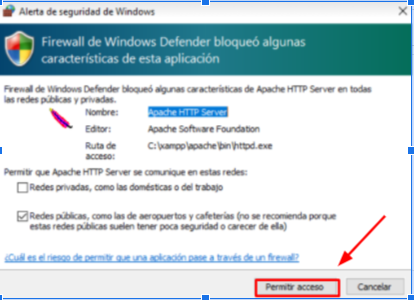 Alerta de seguridad de Windows
Firewall de Windows Defender bloqueó algunas
características de esta aplicación
Firewall de Windows Defender bloqueó algunas características de Apache HTTP Server en todas
las redes públicas y privadas.
Nombre: Apache HTTP Server
Editor: Apache Software Foundation
Ruta de acceso: C:\xampp\apache\bin\httpd.exe
Permitir que Apache HTTP Server se comunique en estas redes:
Redes privadas, como las domésticas o del trabajo
Redes públicas, como las de aeropuertos y cafeterías (no se recomienda porque
estas redes públicas suelen tener poca seguridad o carecer de ella)
¿Cuál es el riesgo de permitir que una aplicación pase a través de un firewall?
Permitir acceso Cancelar